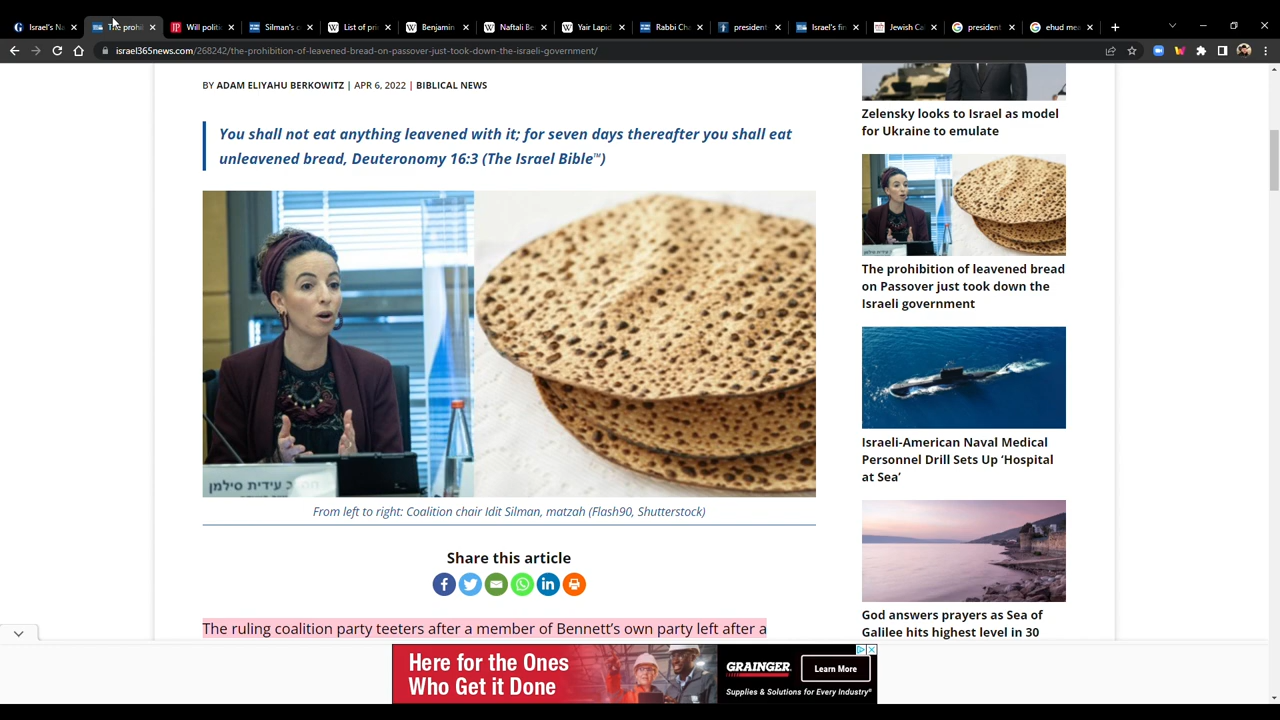 Israel's Ne
The prohi
Will politi
Silman's c
List of pri
Benjamin
Naftali Be
Yair Lapid
Rabbi Cha
president
Israel's fin
Jewish Ca
president
ehud me
israel365news.com/268242/the-prohibition-of-leavened-bread-on-passover-just-took-down-the-israeli-government/
BY ADAM ELIYAHU BERKOWITZ | APR 6, 2022 | BIBLICAL NEWS
You shall not eat anything leavened with it; for seven days thereafter you shall eat
unleavened bread, Deuteronomy 16:3 (The Israel Bible™)
עידית סילמן
From left to right: Coalition chair Idit Silman, matzah (Flash90, Shutterstock)
Share this article
The ruling coalition party teeters after a member of Bennett's own party left after a
Zelensky looks to Israel as model
for Ukraine to emulate
The prohibition of leavened bread
on Passover just took down the
Israeli government
Israeli-American Naval Medical
Personnel Drill Sets Up ‘Hospital
at Sea’
God answers prayers as Sea of
Galilee hits highest level in 30
Here for the Ones
Who Get it Done
GRAINGER
Learn More
Supplies & Solutions for Every Industry®